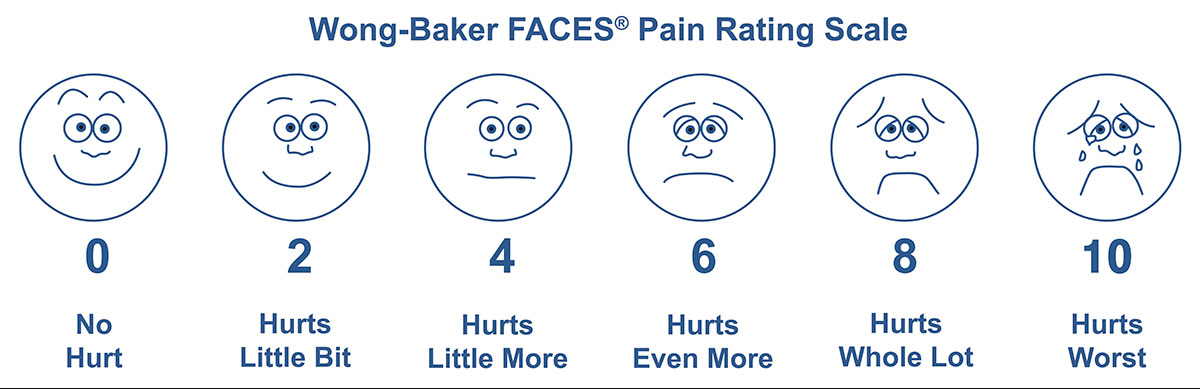 Wong-Baker FACES® Pain Rating Scale
0 2 4 6 8 10
No Hurts Hurts Hurts Hurts Hurts
Hurt Little Bit Little More Even More Whole Lot Worst